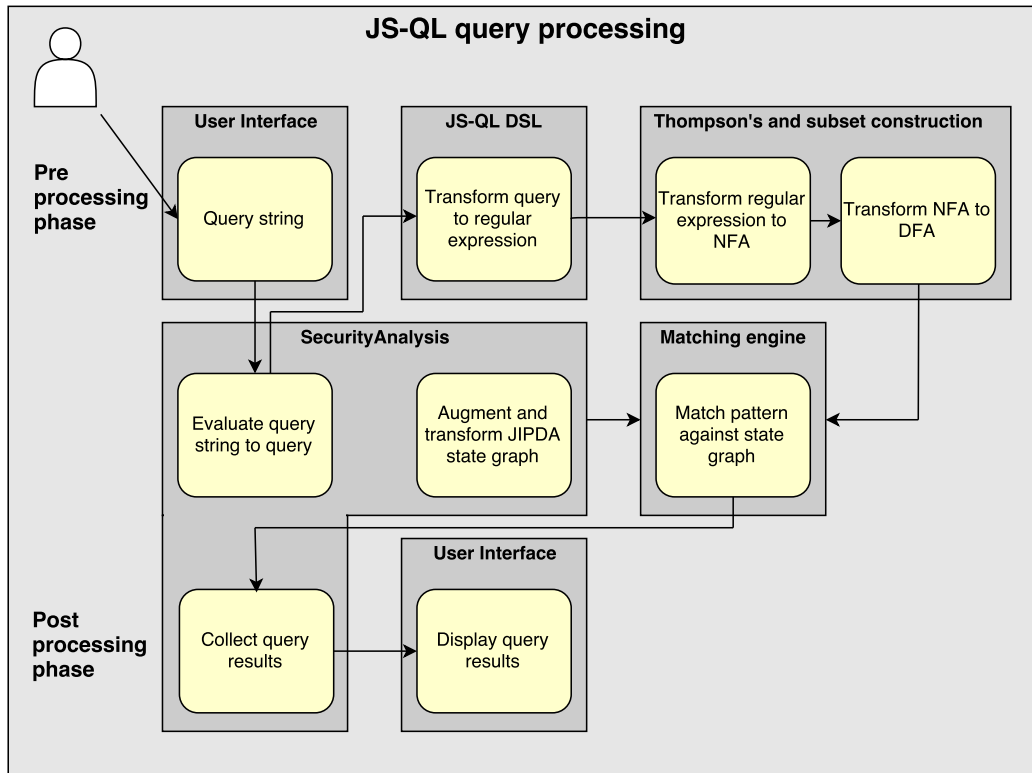 JS-QL query processing
User Interface
JS-QL DSL
Thompson's and subset construction
Pre
processing
phase
Query string
Transform query
to regular
expression
Transform regular
expression to
NFA
Transform NFA to
DFA
SecurityAnalysis
Matching engine
Evaluate query
string to query
Augment and
transform JIPDA
state graph
Match pattern
against state
graph
User Interface
Post
processing
phase
Collect query
results
Display query
results